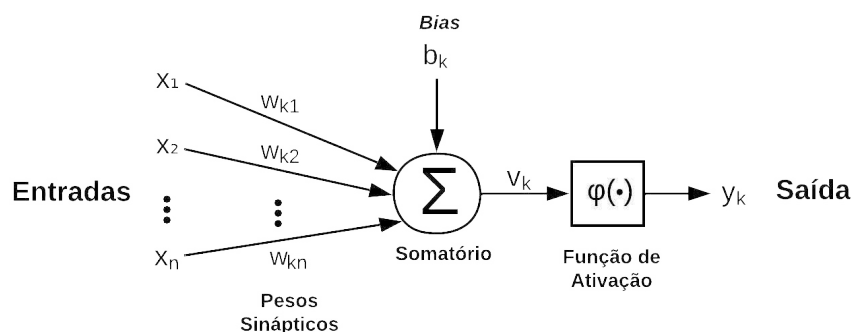 Bias
bₖ
x₁
wₖ₁
x₂
wₖ₂
Entradas
Σ
vₖ
φ(·)
yₖ
Saída
xₙ
wₖₙ
Somatório
Função de
Ativação
Pesos
Sinápticos